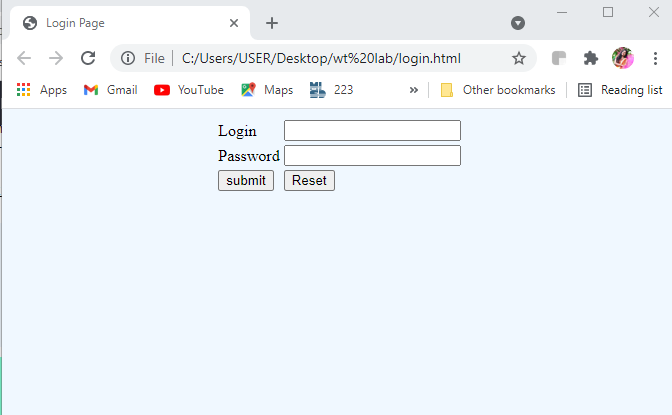 Login Page
File C:/Users/USER/Desktop/wt%20lab/login.html
Apps Gmail YouTube Maps 223 » Other bookmarks Reading list
Login
Password
submit Reset